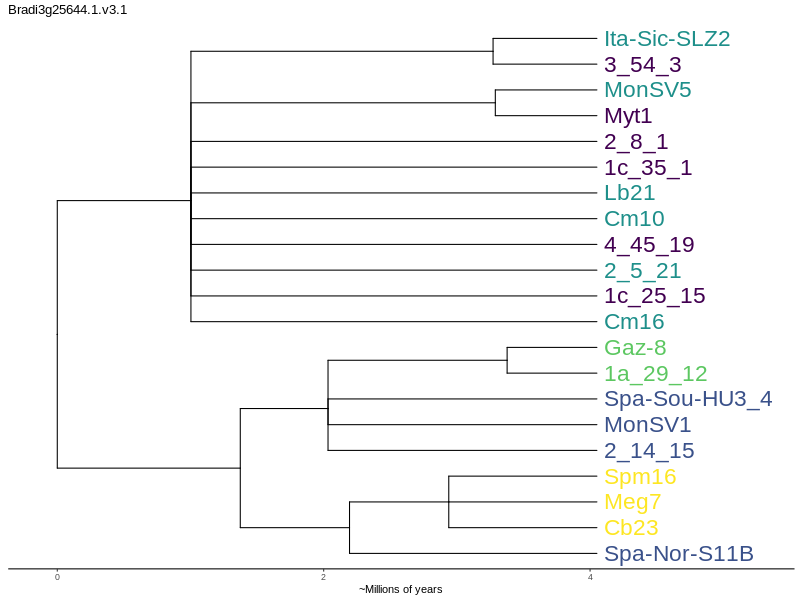 Bradi3g25644.1.v3.1
Ita-Sic-SLZ2
3_54_3
MonSV5
Myt1
2_8_1
1c_35_1
Lb21
Cm10
4_45_19
2_5_21
1c_25_15
Cm16
Gaz-8
1a_29_12
Spa-Sou-HU3_4
MonSV1
2_14_15
Spm16
Meg7
Cb23
Spa-Nor-S11B
0 2 4
~Millions of years